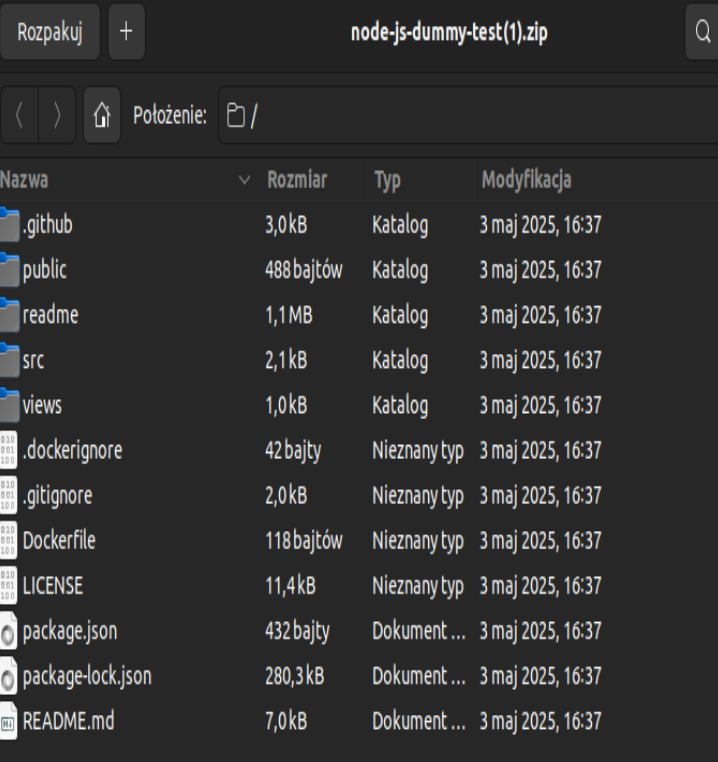 Rozpakuj + node-js-dummy-test(1).zip
Położenie: /
Nazwa Rozmiar Typ Modyfikacja
.github 3,0 kB Katalog 3 maj 2025, 16:37
public 488 bajtów Katalog 3 maj 2025, 16:37
readme 1,1 MB Katalog 3 maj 2025, 16:37
src 2,1 kB Katalog 3 maj 2025, 16:37
views 1,0 kB Katalog 3 maj 2025, 16:37
.dockerignore 42 bajty Nieznany typ 3 maj 2025, 16:37
.gitignore 2,0 kB Nieznany typ 3 maj 2025, 16:37
Dockerfile 118 bajtów Nieznany typ 3 maj 2025, 16:37
LICENSE 11,4 kB Nieznany typ 3 maj 2025, 16:37
package.json 432 bajty Dokument ... 3 maj 2025, 16:37
package-lock.json 280,3 kB Dokument ... 3 maj 2025, 16:37
README.md 7,0 kB Dokument ... 3 maj 2025, 16:37